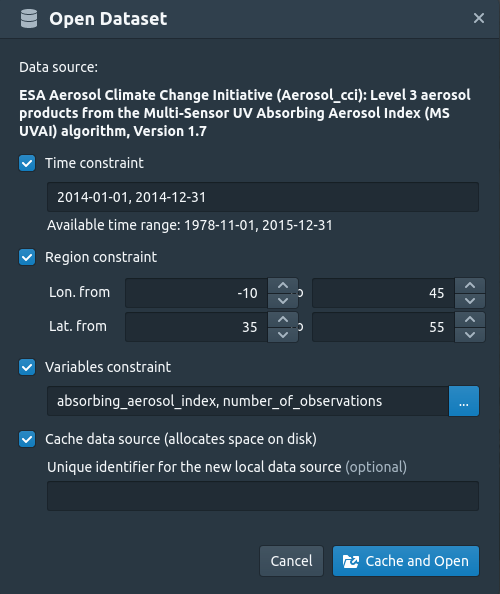 Open Dataset
Data source:
ESA Aerosol Climate Change Initiative (Aerosol_cci): Level 3 aerosol
products from the Multi-Sensor UV Absorbing Aerosol Index (MS
UVAI) algorithm, Version 1.7
Time constraint
2014-01-01, 2014-12-31
Available time range: 1978-11-01, 2015-12-31
Region constraint
Lon. from -10 45
Lat. from 35 55
Variables constraint
absorbing_aerosol_index, number_of_observations ...
Cache data source (allocates space on disk)
Unique identifier for the new local data source (optional)
Cancel Cache and Open